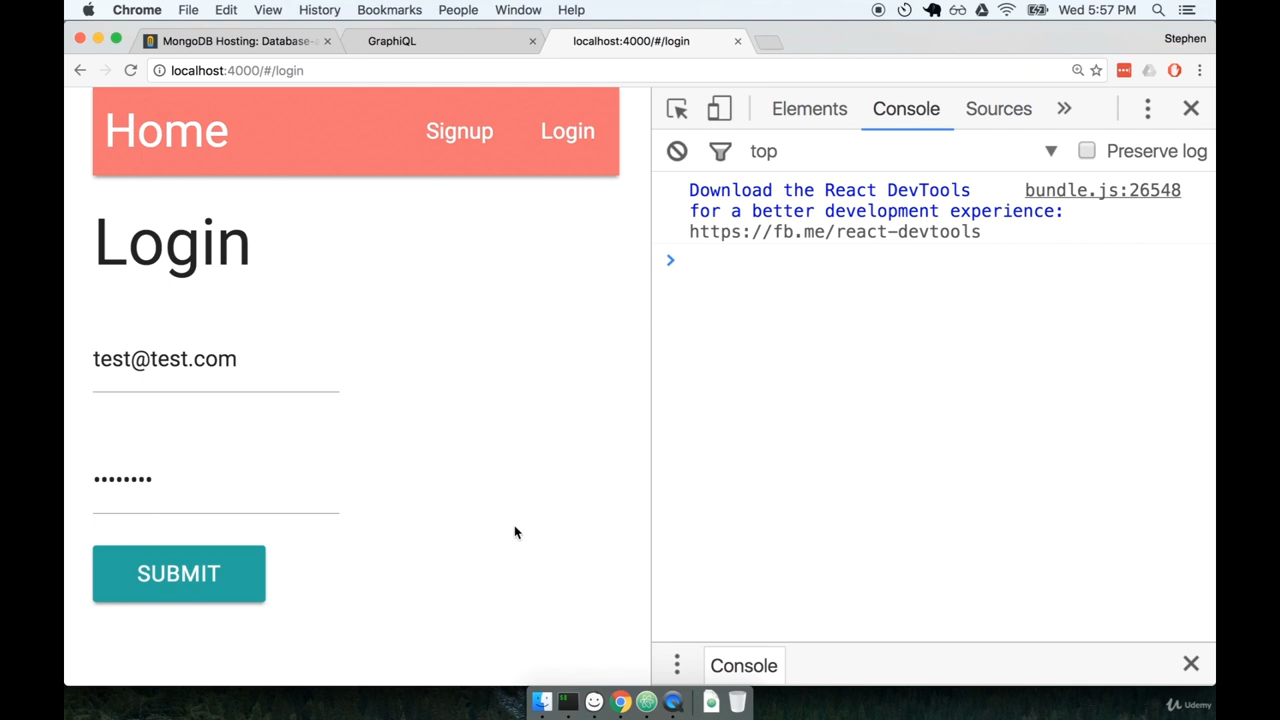 Chrome File Edit View History Bookmarks People Window Help Wed 5:57 PM
MongoDB Hosting: Database- GraphiQL localhost:4000/#/login Stephen
localhost:4000/#/login
Home Signup Login
Elements Console Sources
top Preserve log
Download the React DevTools bundle.js:26548
for a better development experience:
https://fb.me/react-devtools
Login
test@test.com
••••••••
SUBMIT
Console
Udemy